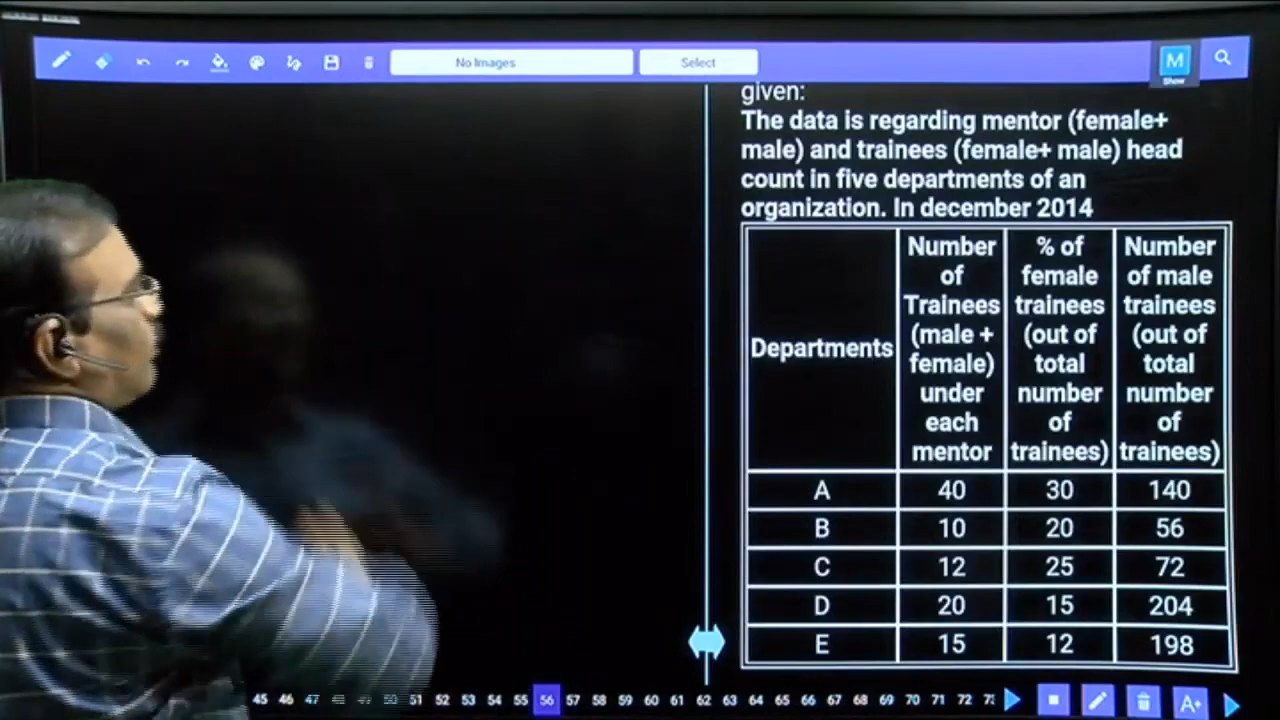 No Images
Select
M
Show
given:
The data is regarding mentor (female+
male) and trainees (female+ male) head
count in five departments of an
organization. In december 2014
Departments
Number
of
Trainees
(male +
female)
under
each
mentor
% of
female
trainees
(out of
total
number
of
trainees)
Number
of male
trainees
(out of
total
number
of
trainees)
A 40 30 140
B 10 20 56
C 12 25 72
D 20 15 204
E 15 12 198
45 46 47 48 49 50 51 52 53 54 55 56 57 58 59 60 61 62 63 64 65 66 67 68 69 70 71 72
A+